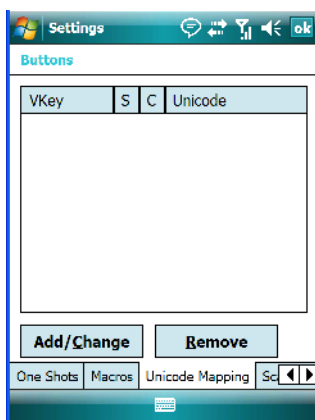 Settings ok
Buttons
VKey S C Unicode
Add/Change Remove
One Shots Macros Unicode Mapping Sc